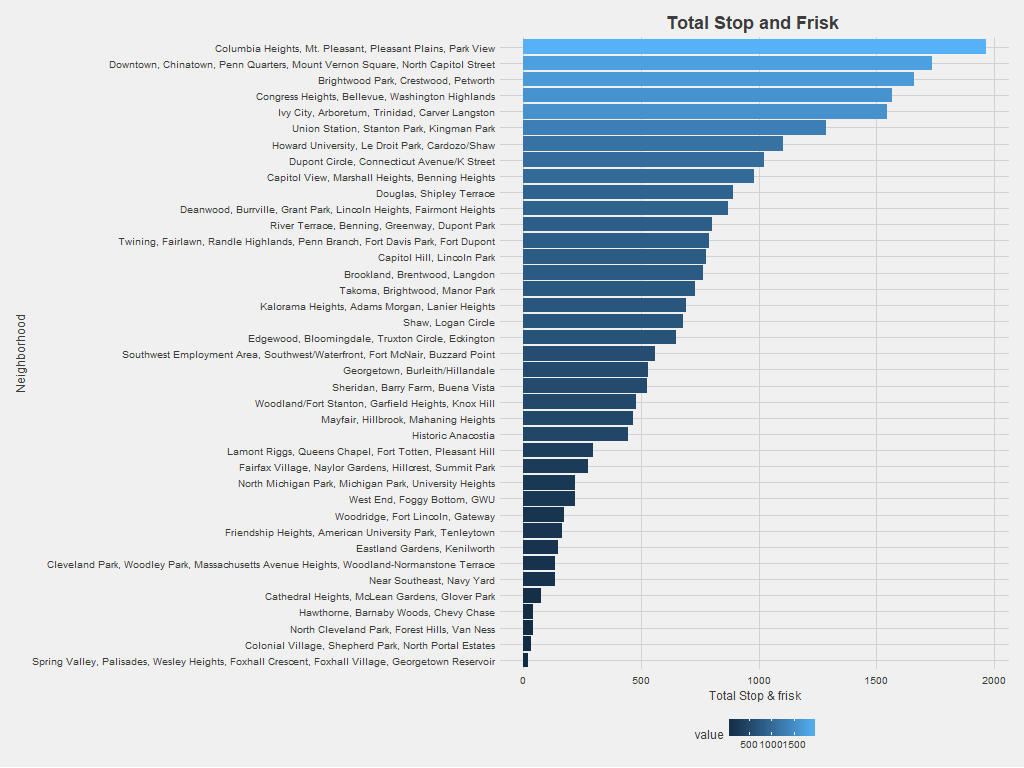 Total Stop and Frisk
Neighborhood
Columbia Heights, Mt. Pleasant, Pleasant Plains, Park View
Downtown, Chinatown, Penn Quarters, Mount Vernon Square, North Capitol Street
Brightwood Park, Crestwood, Petworth
Congress Heights, Bellevue, Washington Highlands
Ivy City, Arboretum, Trinidad, Carver Langston
Union Station, Stanton Park, Kingman Park
Howard University, Le Droit Park, Cardozo/Shaw
Dupont Circle, Connecticut Avenue/K Street
Capitol View, Marshall Heights, Benning Heights
Douglas, Shipley Terrace
Deanwood, Burrville, Grant Park, Lincoln Heights, Fairmont Heights
River Terrace, Benning, Greenway, Dupont Park
Twining, Fairlawn, Randle Highlands, Penn Branch, Fort Davis Park, Fort Dupont
Capitol Hill, Lincoln Park
Brookland, Brentwood, Langdon
Takoma, Brightwood, Manor Park
Kalorama Heights, Adams Morgan, Lanier Heights
Shaw, Logan Circle
Edgewood, Bloomingdale, Truxton Circle, Eckington
Southwest Employment Area, Southwest/Waterfront, Fort McNair, Buzzard Point
Georgetown, Burleith/Hillandale
Sheridan, Barry Farm, Buena Vista
Woodland/Fort Stanton, Garfield Heights, Knox Hill
Mayfair, Hillbrook, Mahaning Heights
Historic Anacostia
Lamont Riggs, Queens Chapel, Fort Totten, Pleasant Hill
Fairfax Village, Naylor Gardens, Hillcrest, Summit Park
North Michigan Park, Michigan Park, University Heights
West End, Foggy Bottom, GWU
Woodridge, Fort Lincoln, Gateway
Friendship Heights, American University Park, Tenleytown
Eastland Gardens, Kenilworth
Cleveland Park, Woodley Park, Massachusetts Avenue Heights, Woodland-Normanstone Terrace
Near Southeast, Navy Yard
Cathedral Heights, McLean Gardens, Glover Park
Hawthorne, Barnaby Woods, Chevy Chase
North Cleveland Park, Forest Hills, Van Ness
Colonial Village, Shepherd Park, North Portal Estates
Spring Valley, Palisades, Wesley Heights, Foxhall Crescent, Foxhall Village, Georgetown Reservoir
0 500 1000 1500 2000
Total Stop & frisk
value
500 1000 1500